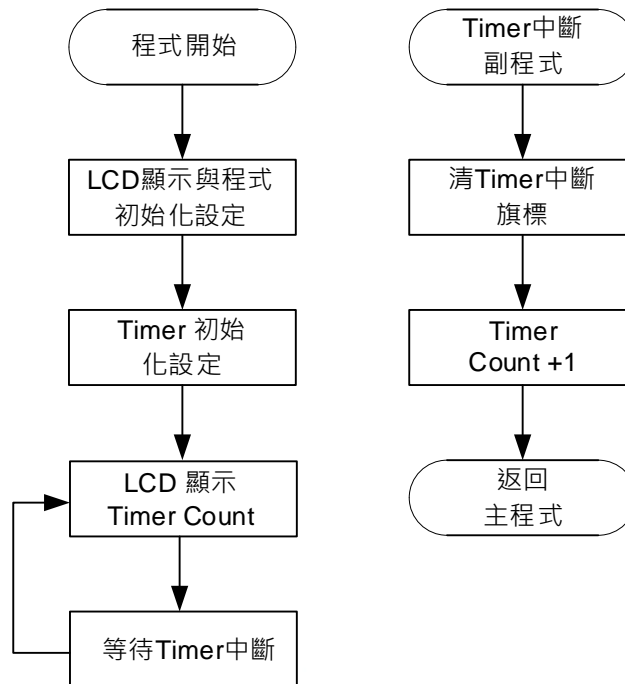 程式開始
LCD顯示與程式
初始化設定
Timer 初始
化設定
LCD 顯示
Timer Count
等待Timer中斷
Timer中斷
副程式
清Timer中斷
旗標
Timer
Count +1
返回
主程式